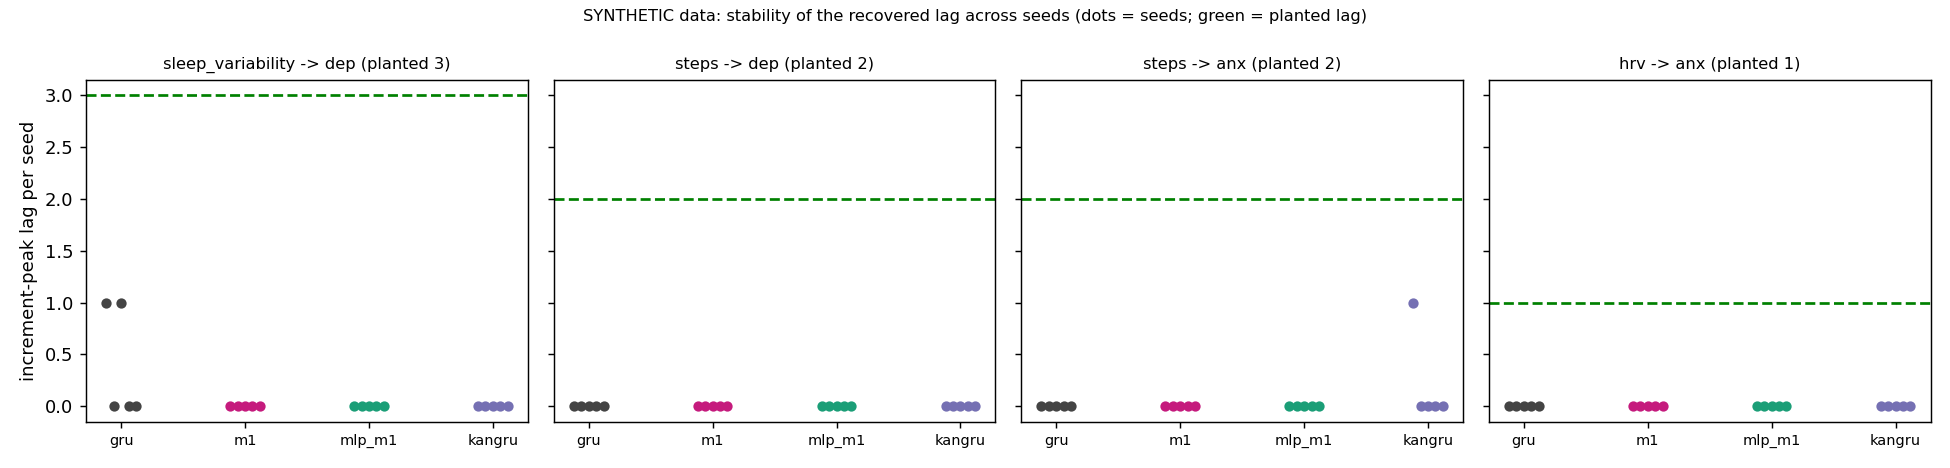 SYNTHETIC data: stability of the recovered lag across seeds (dots = seeds; green = planted lag)
sleep_variability -> dep (planted 3)
steps -> dep (planted 2)
steps -> anx (planted 2)
hrv -> anx (planted 1)
increment-peak lag per seed
3.0
2.5
2.0
1.5
1.0
0.5
0.0
gru m1 mlp_m1 kangru
gru m1 mlp_m1 kangru
gru m1 mlp_m1 kangru
gru m1 mlp_m1 kangru